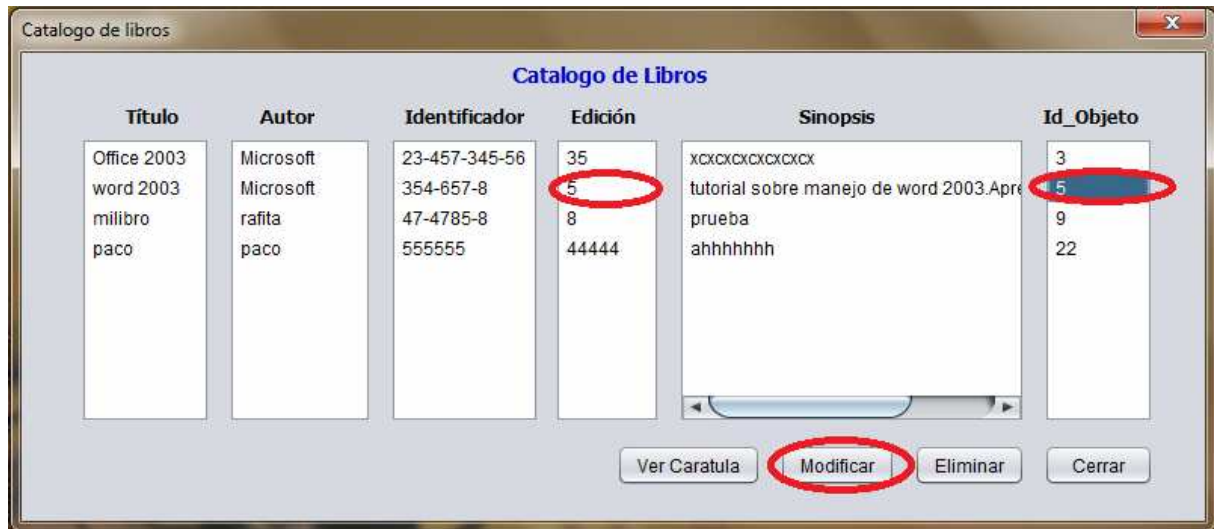 Catalogo de libros
Catalogo de Libros
Título Autor Identificador Edición Sinopsis Id_Objeto
Office 2003 Microsoft 23-457-345-56 35 xcxcxcxcxcxcxcx 3
word 2003 Microsoft 354-657-8 5 tutorial sobre manejo de word 2003.Apre 5
milibro rafita 47-4785-8 8 prueba 9
paco paco 555555 44444 ahhhhhhh 22
Ver Caratula Modificar Eliminar Cerrar